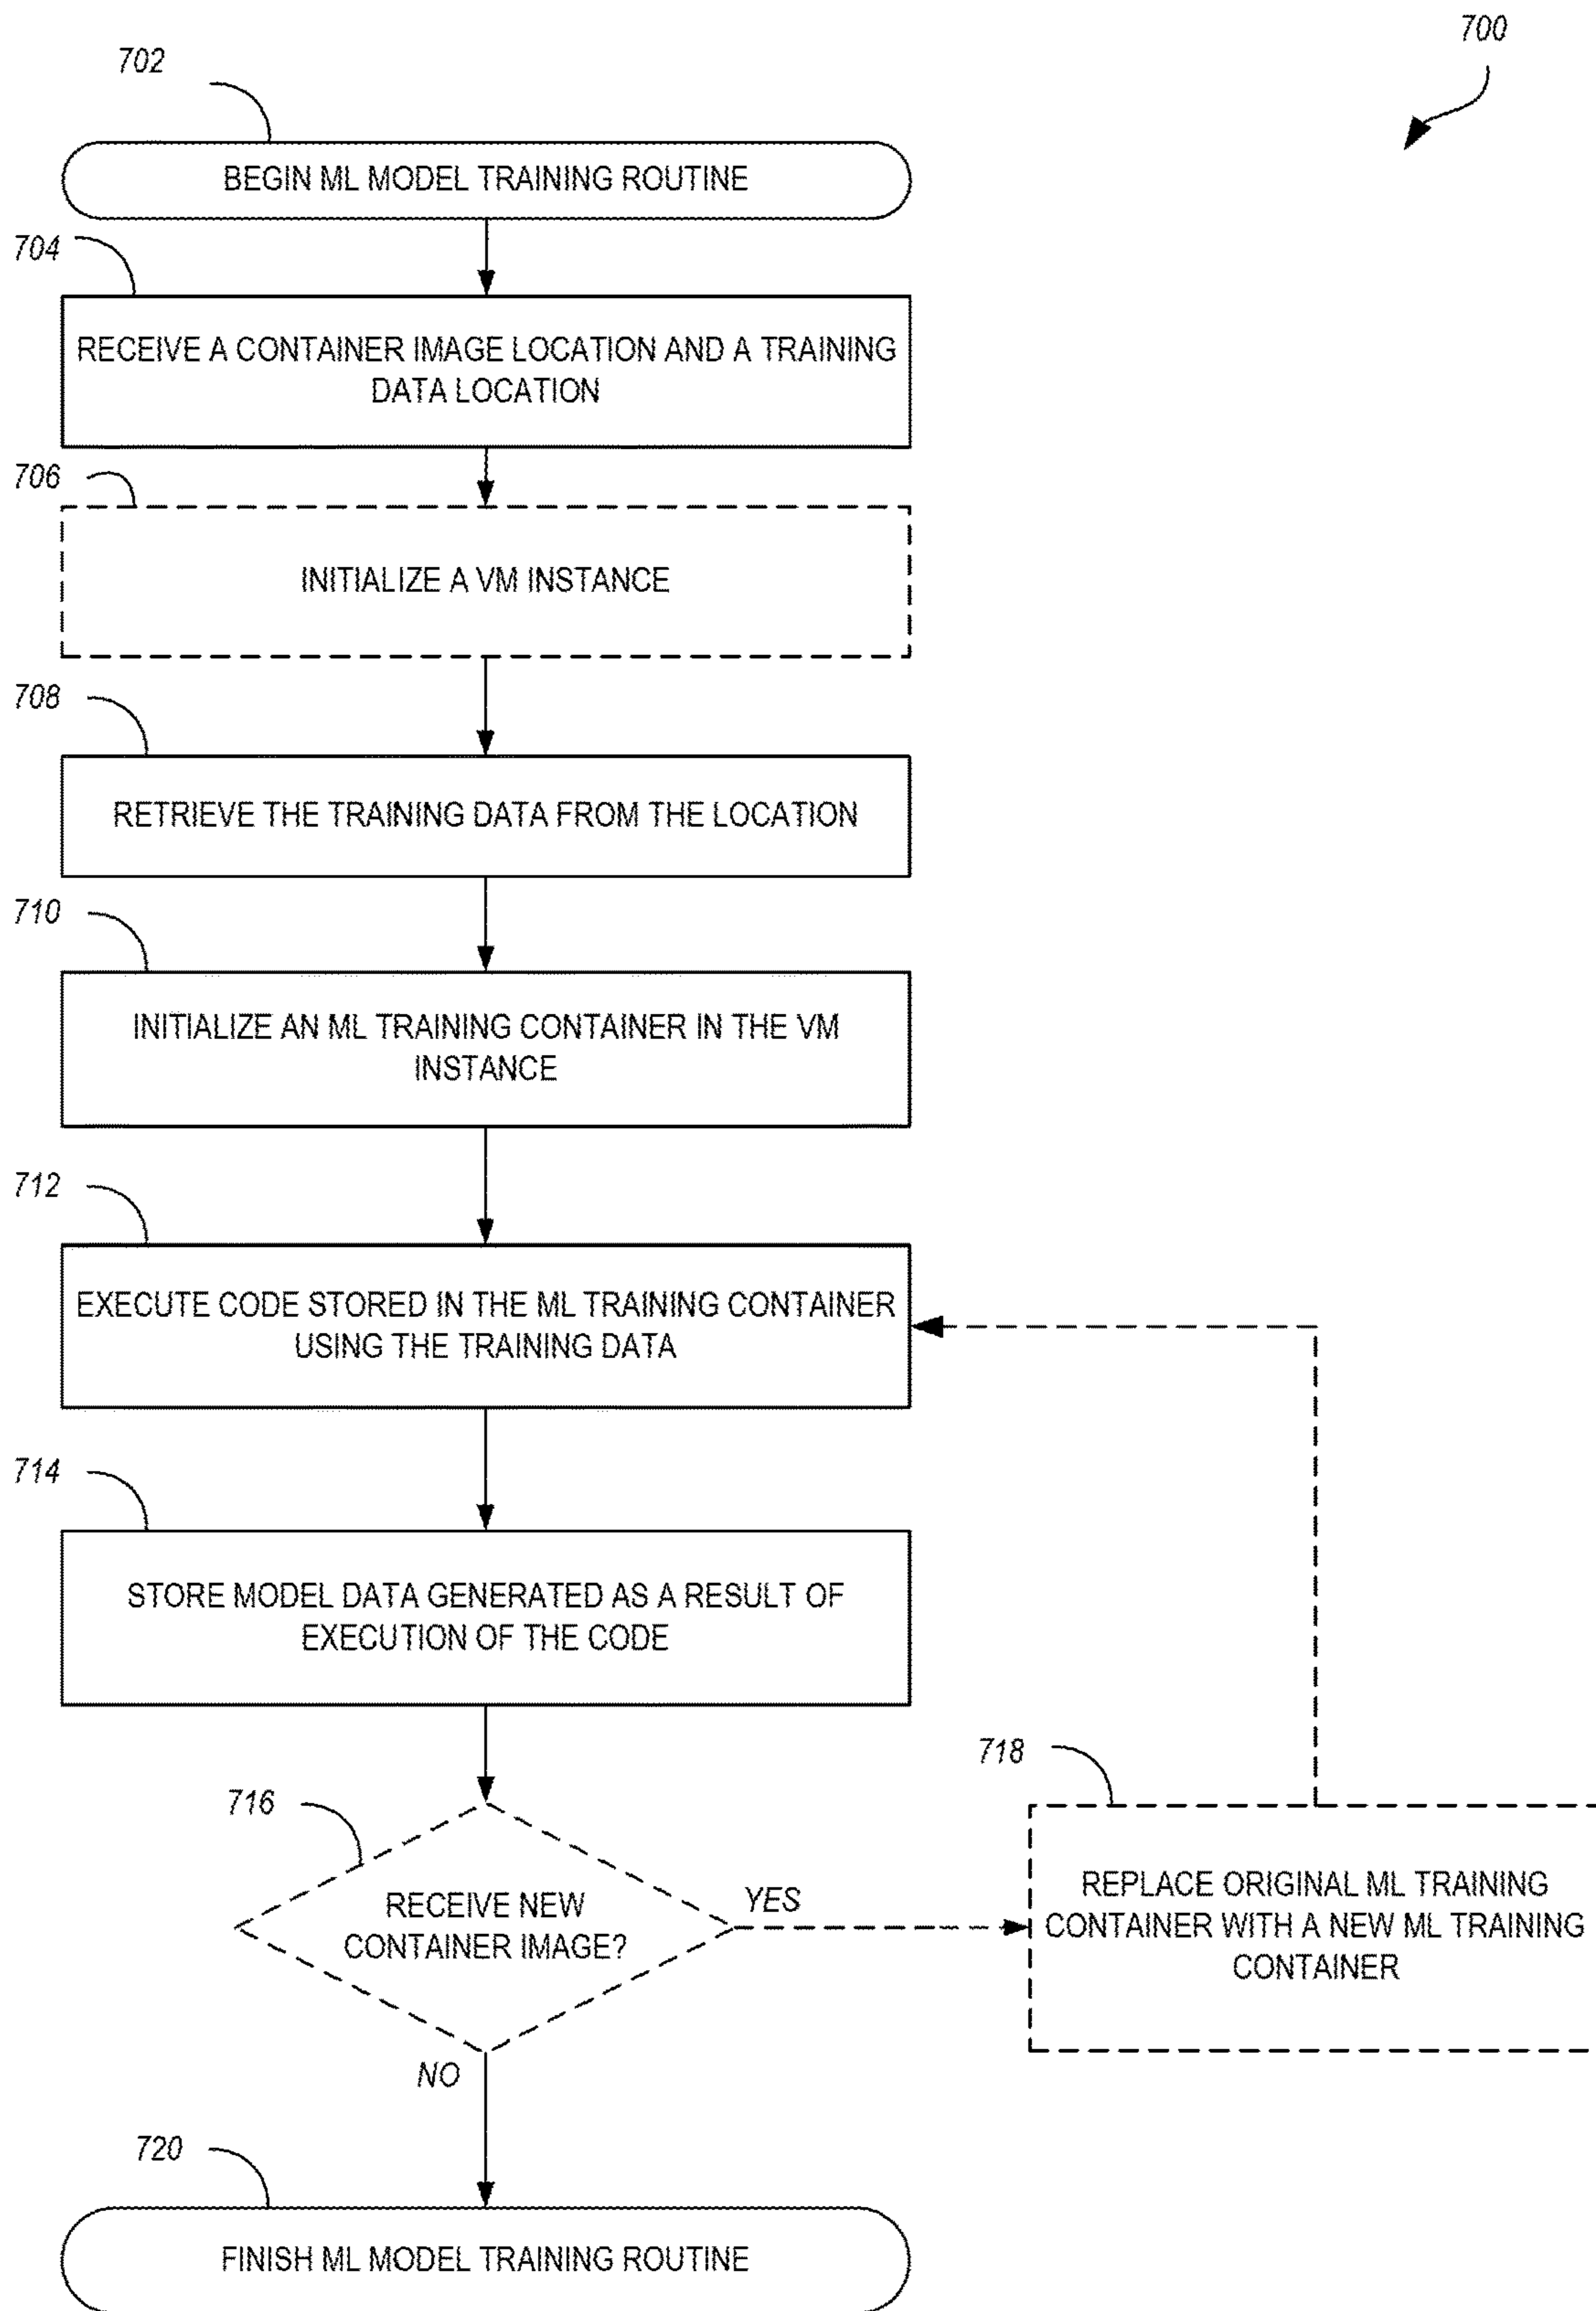 700
702
BEGIN ML MODEL TRAINING ROUTINE
704
RECEIVE A CONTAINER IMAGE LOCATION AND A TRAINING
DATA LOCATION
706
INITIALIZE A VM INSTANCE
708
RETRIEVE THE TRAINING DATA FROM THE LOCATION
710
INITIALIZE AN ML TRAINING CONTAINER IN THE VM
INSTANCE
712
EXECUTE CODE STORED IN THE ML TRAINING CONTAINER
USING THE TRAINING DATA
714
STORE MODEL DATA GENERATED AS A RESULT OF
EXECUTION OF THE CODE
716
RECEIVE NEW
CONTAINER IMAGE?
YES
718
REPLACE ORIGINAL ML TRAINING
CONTAINER WITH A NEW ML TRAINING
CONTAINER
NO
720
FINISH ML MODEL TRAINING ROUTINE